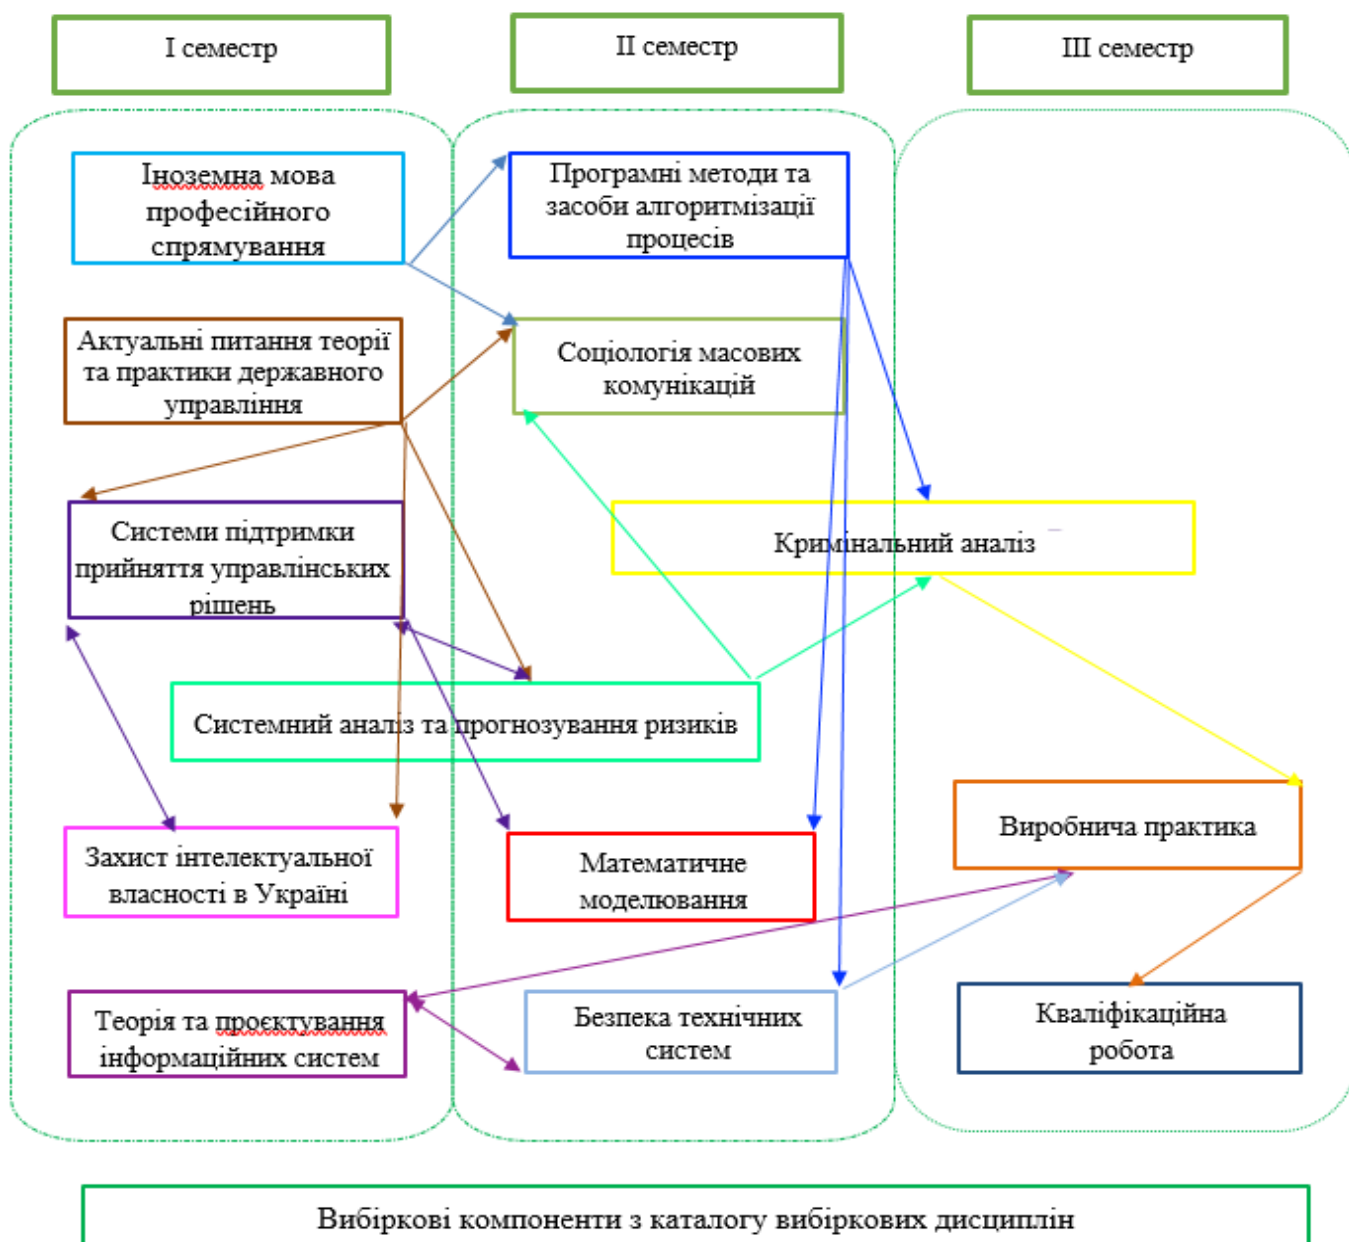 І семестр
ІІ семестр
ІІІ семестр
Іноземна мова
професійного
спрямування
Програмні методи та
засоби алгоритмізації
процесів
Актуальні питання теорії
та практики державного
управління
Соціологія масових
комунікацій
Системи підтримки
прийняття управлінських
рішень
Кримінальний аналіз
Системний аналіз та прогнозування ризиків
Виробнича практика
Захист інтелектуальної
власності в Україні
Математичне
моделювання
Теорія та проєктування
інформаційних систем
Безпека технічних
систем
Кваліфікаційна
робота
Вибіркові компоненти з каталогу вибіркових дисциплін